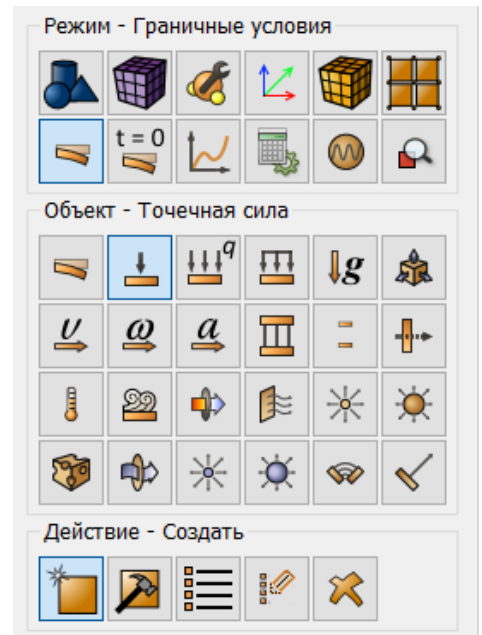 Режим - Граничные условия
t = 0
Объект - Точечная сила
q
g
υ
ω
a
Действие - Создать